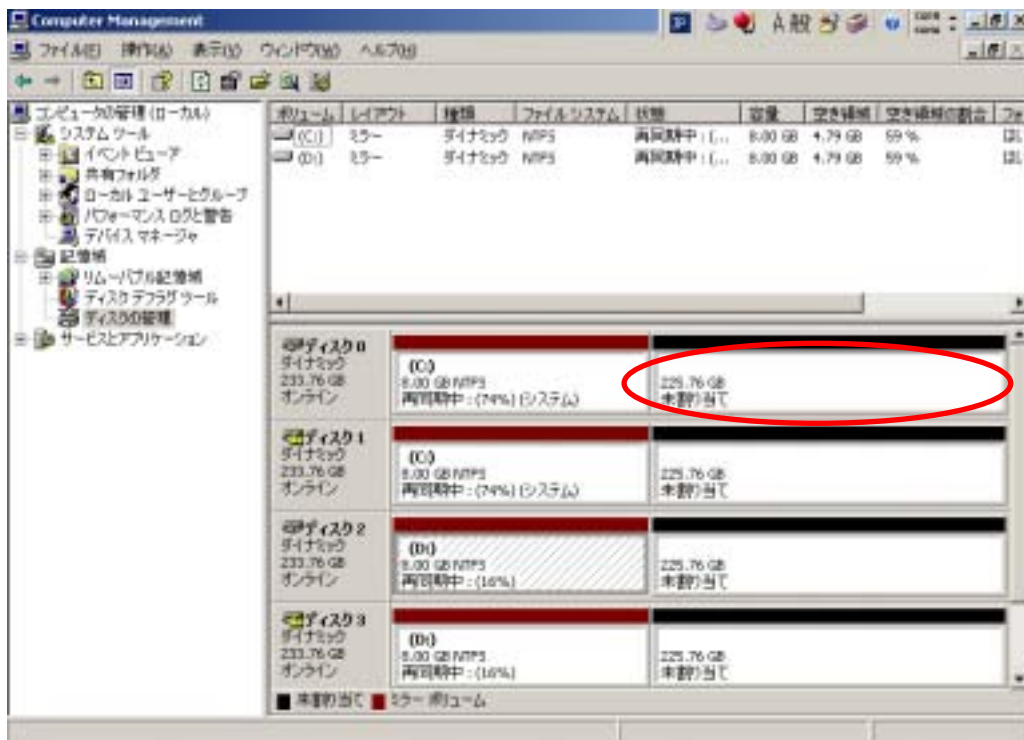 Computer Management
ファイル(F) 操作(A) 表示(V) ウィンドウ(W) ヘルプ(H)
コンピュータの管理 (ローカル)
システム ツール
イベント ビューア
共有フォルダ
ローカル ユーザーとグループ
パフォーマンス ログと警告
デバイス マネージャ
記憶域
リムーバブル記憶域
ディスク デフラグ ツール
ディスクの管理
サービスとアプリケーション
ボリューム レイアウト 種類 ファイル システム 状態 容量 空き領域 空き領域の割合
(C:) ミラー ダイナミック NTFS 再同期中 : (... 8.00 GB 4.79 GB 59 % はい
(D:) ミラー ダイナミック NTFS 再同期中 : (... 8.00 GB 4.79 GB 59 % はい
ディスク 0
ダイナミック
233.76 GB
オンライン
(C:)
8.00 GB NTFS
再同期中 : (74%) (システム)
225.76 GB
未割り当て
ディスク 1
ダイナミック
233.76 GB
オンライン
(C:)
8.00 GB NTFS
再同期中 : (74%) (システム)
225.76 GB
未割り当て
ディスク 2
ダイナミック
233.76 GB
オンライン
(D:)
8.00 GB NTFS
再同期中 : (16%)
225.76 GB
未割り当て
ディスク 3
ダイナミック
233.76 GB
オンライン
(D:)
8.00 GB NTFS
再同期中 : (16%)
225.76 GB
未割り当て
未割り当て ミラー ボリューム